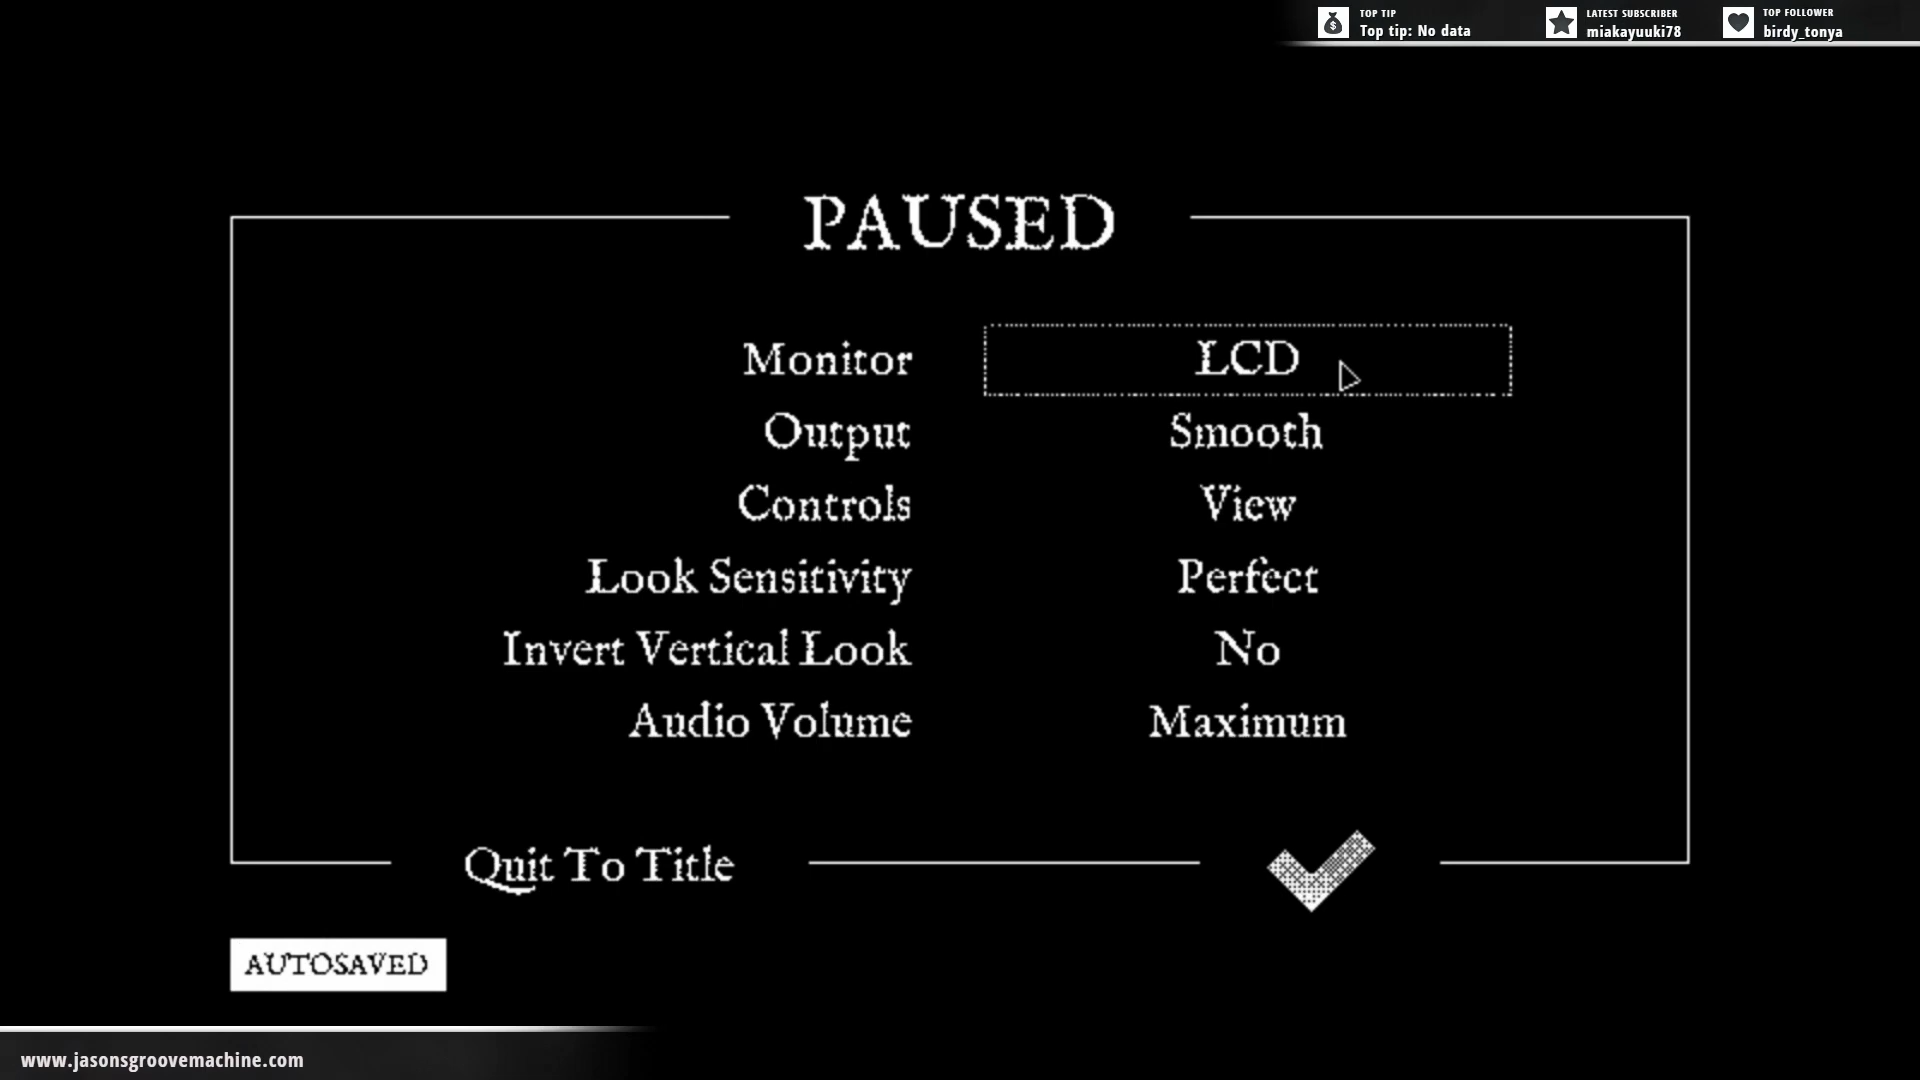 TOP TIP
Top tip: No data
LATEST SUBSCRIBER
miakayuuki78
TOP FOLLOWER
birdy_tonya
PAUSED
Monitor LCD
Output Smooth
Controls View
Look Sensitivity Perfect
Invert Vertical Look No
Audio Volume Maximum
Quit To Title
AUTOSAVED
www.jasonsgroovemachine.com